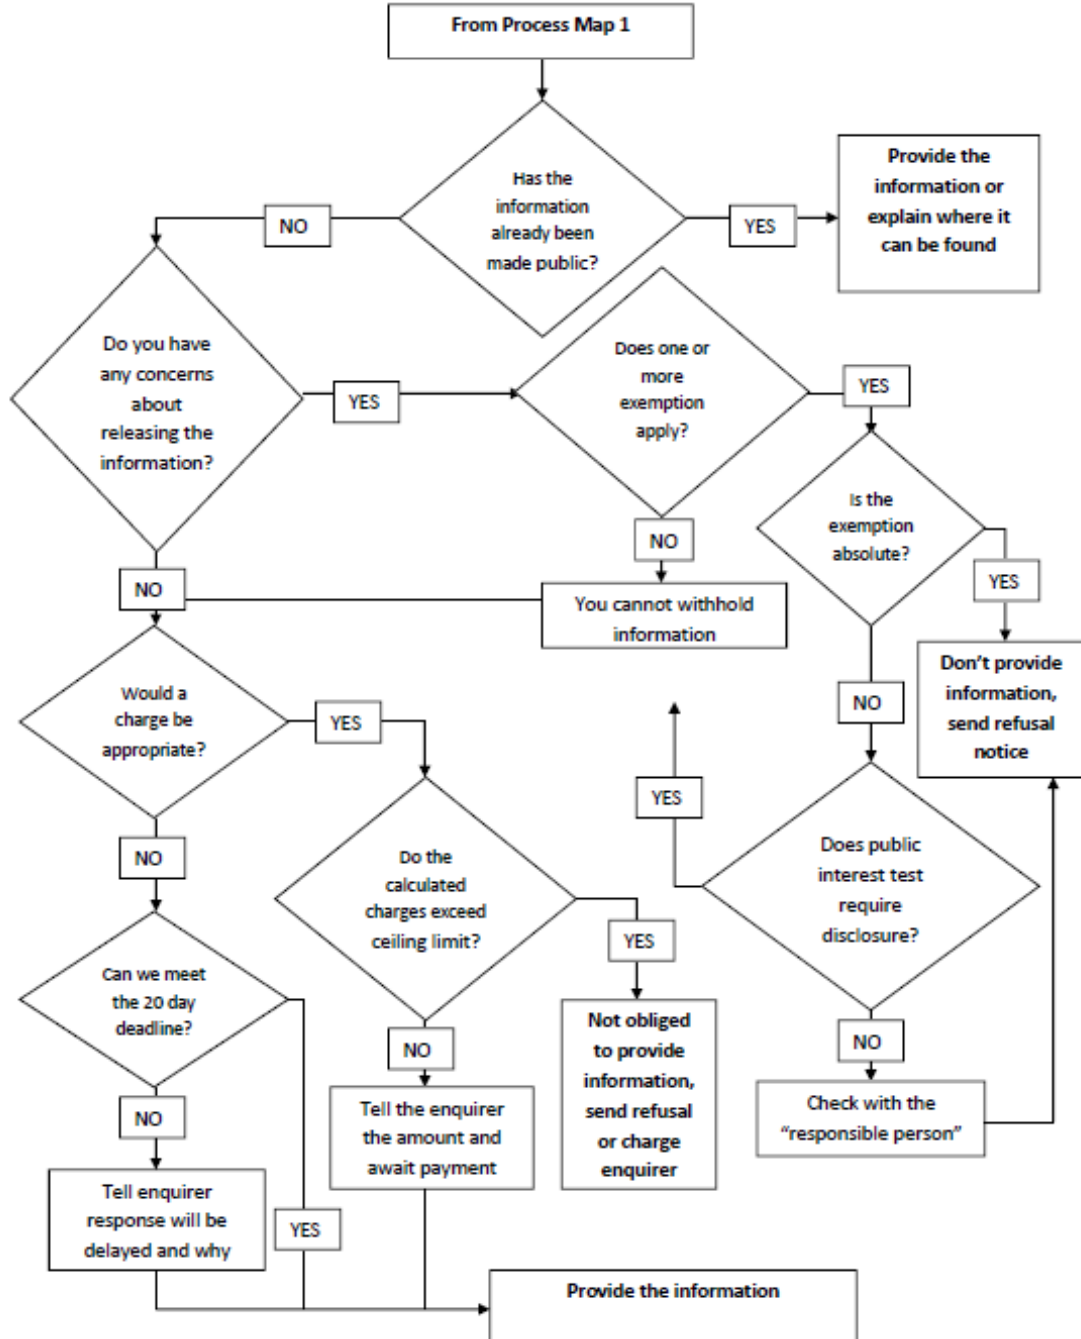 From Process Map 1
Has the
information
already been
made public?
NO
YES
Provide the
information or
explain where it
can be found
Do you have
any concerns
about
releasing the
information?
YES
Does one or
more
exemption
apply?
YES
Is the
exemption
absolute?
NO
NO
YES
You cannot withhold
information
Don’t provide
information,
send refusal
notice
Would a
charge be
appropriate?
YES
NO
YES
NO
Do the
calculated
charges exceed
ceiling limit?
Does public
interest test
require
disclosure?
YES
Can we meet
the 20 day
deadline?
NO
NO
Not obliged
to provide
information,
send refusal
or charge
enquirer
NO
Tell the enquirer
the amount and
await payment
Check with the
“responsible person”
Tell enquirer
response will be
delayed and why
YES
Provide the information